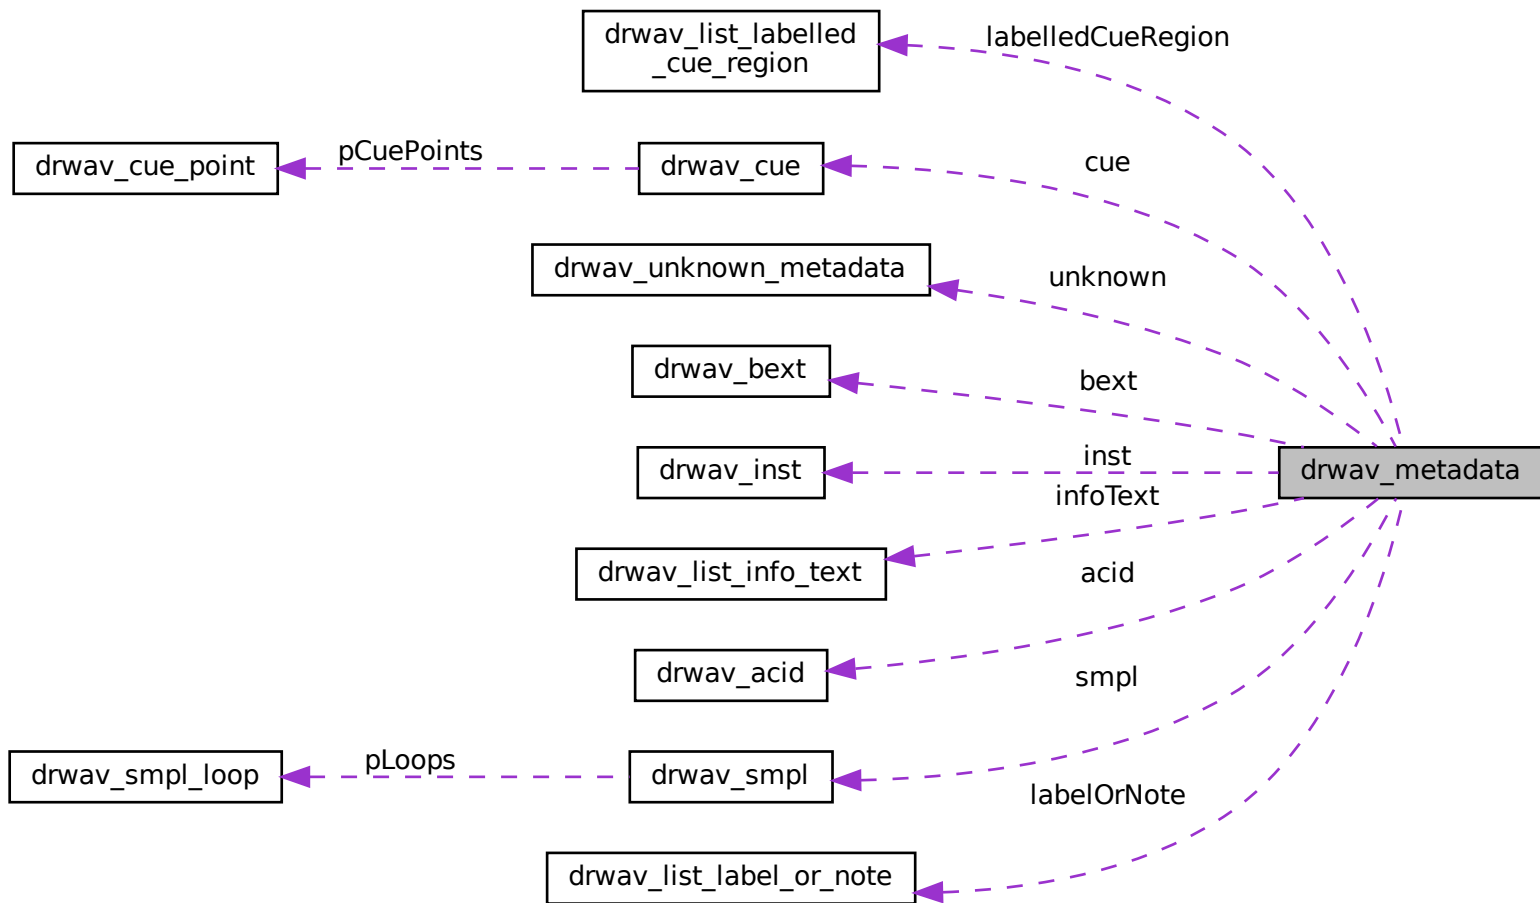 drwav_list_labelled
_cue_region
labelledCueRegion
drwav_cue_point
pCuePoints
drwav_cue
cue
drwav_unknown_metadata
unknown
drwav_bext
bext
drwav_inst
inst
drwav_metadata
infoText
drwav_list_info_text
acid
drwav_acid
smpl
drwav_smpl_loop
pLoops
drwav_smpl
labelOrNote
drwav_list_label_or_note